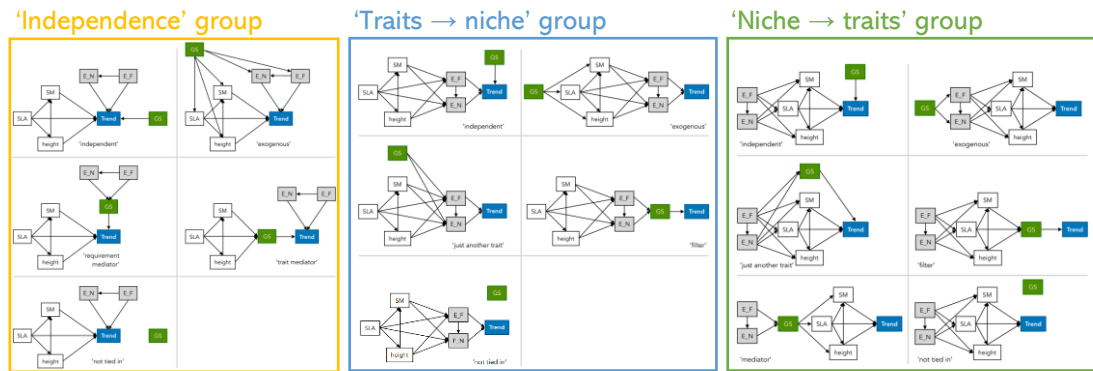 'Independence' group
'Traits → niche' group
'Niche → traits' group
E_N E_F
SM
SLA Trend GS
height
'independent'
GS
E_N E_F
SM
SLA Trend
height
'exogenous'
E_N E_F
SM GS
SLA Trend
height
'requirement mediator'
E_N E_F
SM
SLA GS Trend
height
'trait mediator'
E_N E_F
SM
SLA Trend GS
height
'not tied in'
GS
SM E_F
SLA Trend
E_N
height
'independent'
SM E_F
GS SLA Trend
E_N
height
'exogenous'
GS
SM E_F
SLA Trend
E_N
height
'just another trait'
SM E_F
SLA GS Trend
E_N
height
'filter'
GS
SM E_F
SLA Trend
E_N
height
'not tied in'
SM GS
E_F
SLA Trend
E_N
height
'independent'
SM
E_F
GS SLA Trend
E_N
height
'exogenous'
GS
SM
E_F
SLA Trend
E_N
height
'just another trait'
SM
E_F
SLA GS Trend
E_N
height
'filter'
SM
E_F
GS SLA Trend
E_N
height
'mediator'
GS
SM
E_F
SLA Trend
E_N
height
'not tied in'